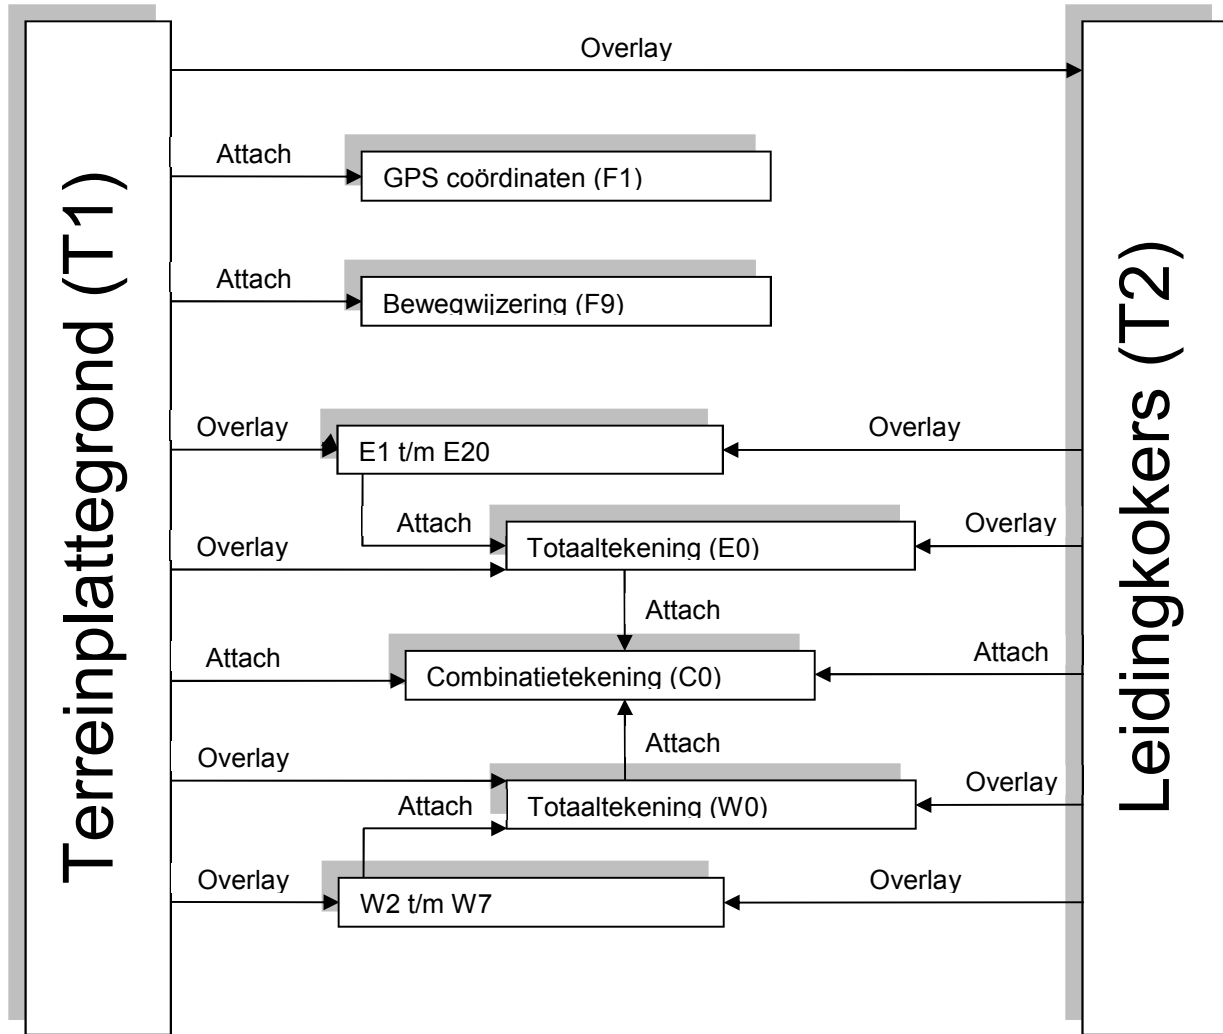 Terreinplattegrond (T1)
Overlay
Leidingkokers (T2)
Attach
GPS coördinaten (F1)
Attach
Bewegwijzering (F9)
Overlay
E1 t/m E20
Overlay
Attach
Totaaltekening (E0)
Overlay
Overlay
Attach
Attach
Combinatietekening (C0)
Attach
Attach
Overlay
Totaaltekening (W0)
Overlay
Attach
Overlay
W2 t/m W7
Overlay